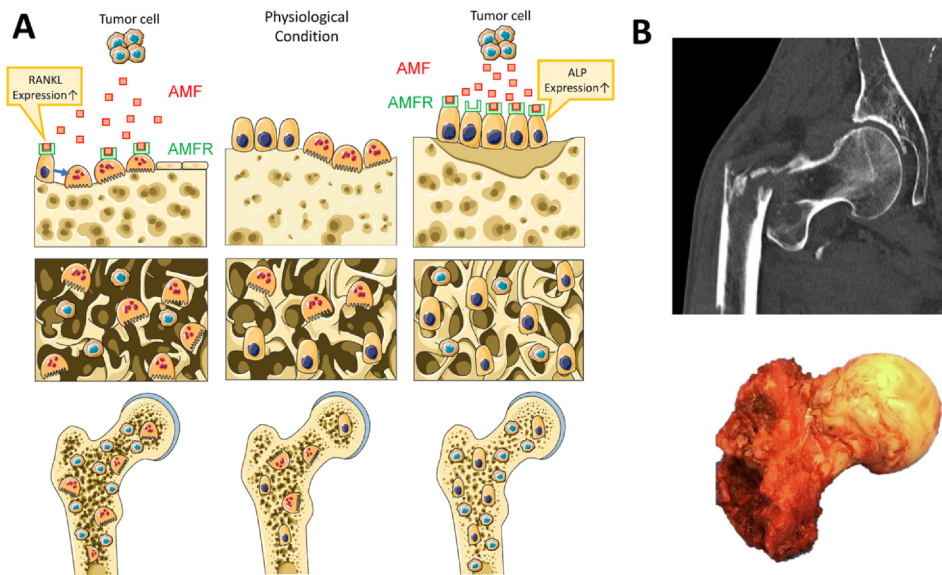 A
Tumor cell
RANKL
Expression↑
AMF
AMFR
Physiological
Condition
Tumor cell
AMF
AMFR
ALP
Expression↑
B